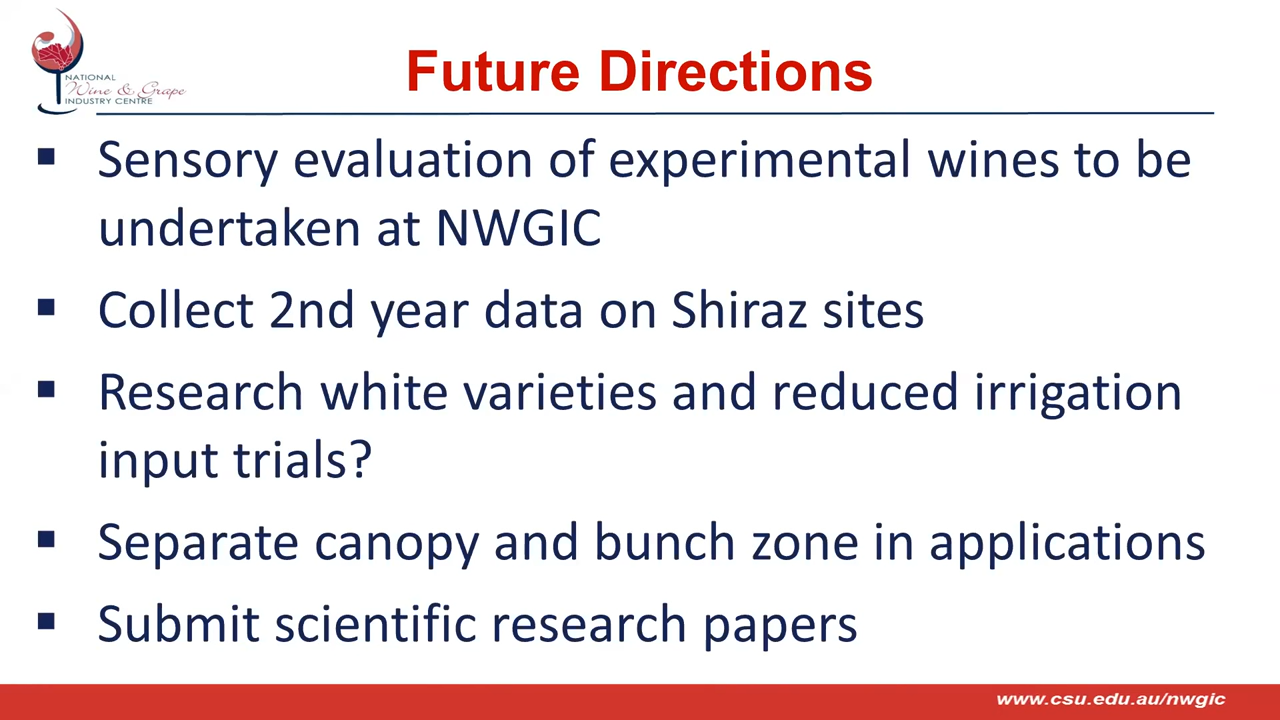 NATIONAL
Wine & Grape
INDUSTRY CENTRE
Future Directions
▪ Sensory evaluation of experimental wines to be
undertaken at NWGIC
▪ Collect 2nd year data on Shiraz sites
▪ Research white varieties and reduced irrigation
input trials?
▪ Separate canopy and bunch zone in applications
▪ Submit scientific research papers
www.csu.edu.au/nwgic